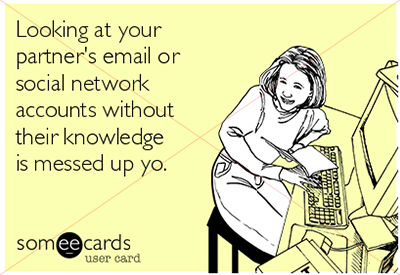 Looking at your
partner's email or
social network
accounts without
their knowledge
is messed up yo.
someecards
user card